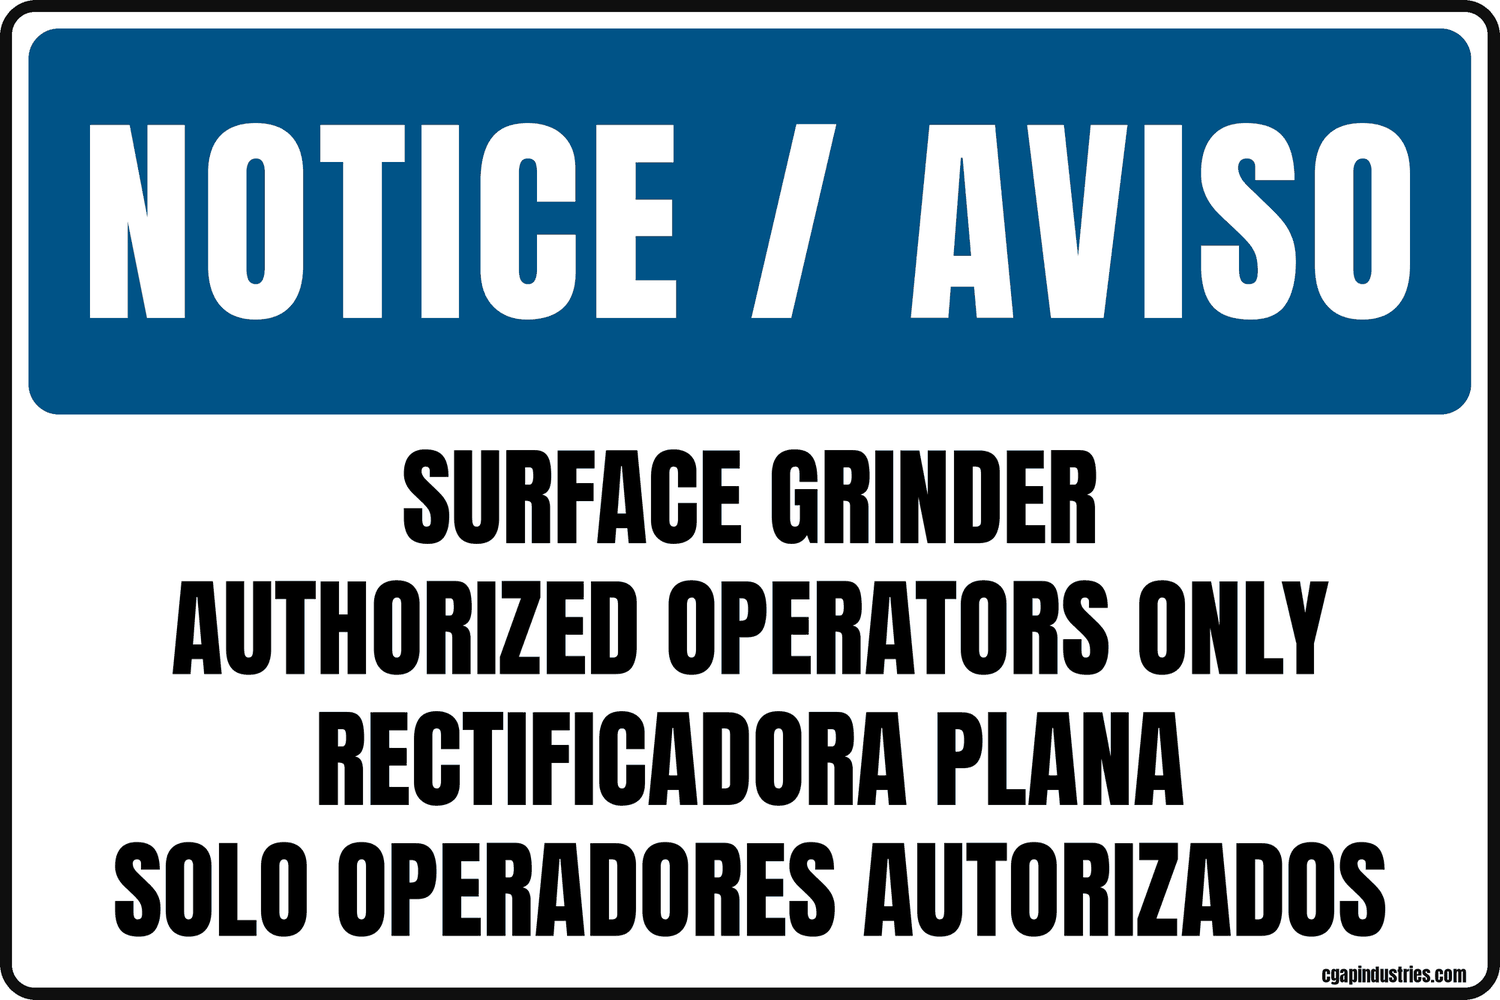 NOTICE / AVISO
SURFACE GRINDER
AUTHORIZED OPERATORS ONLY
RECTIFICADORA PLANA
SOLO OPERADORES AUTORIZADOS
cgapindustries.com